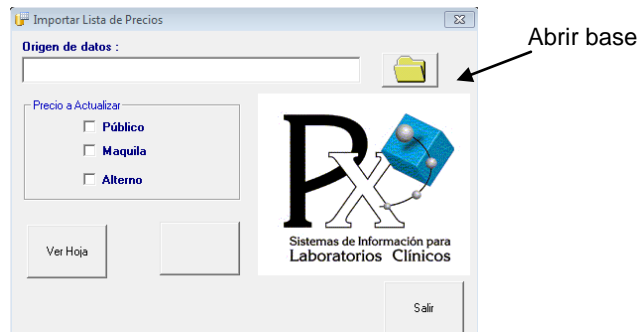 Importar Lista de Precios
Abrir base
Origen de datos :
Precio a Actualizar
Público
Maquila
Alterno
Px
Sistemas de Información para
Laboratorios Clínicos
Ver Hoja
Salir